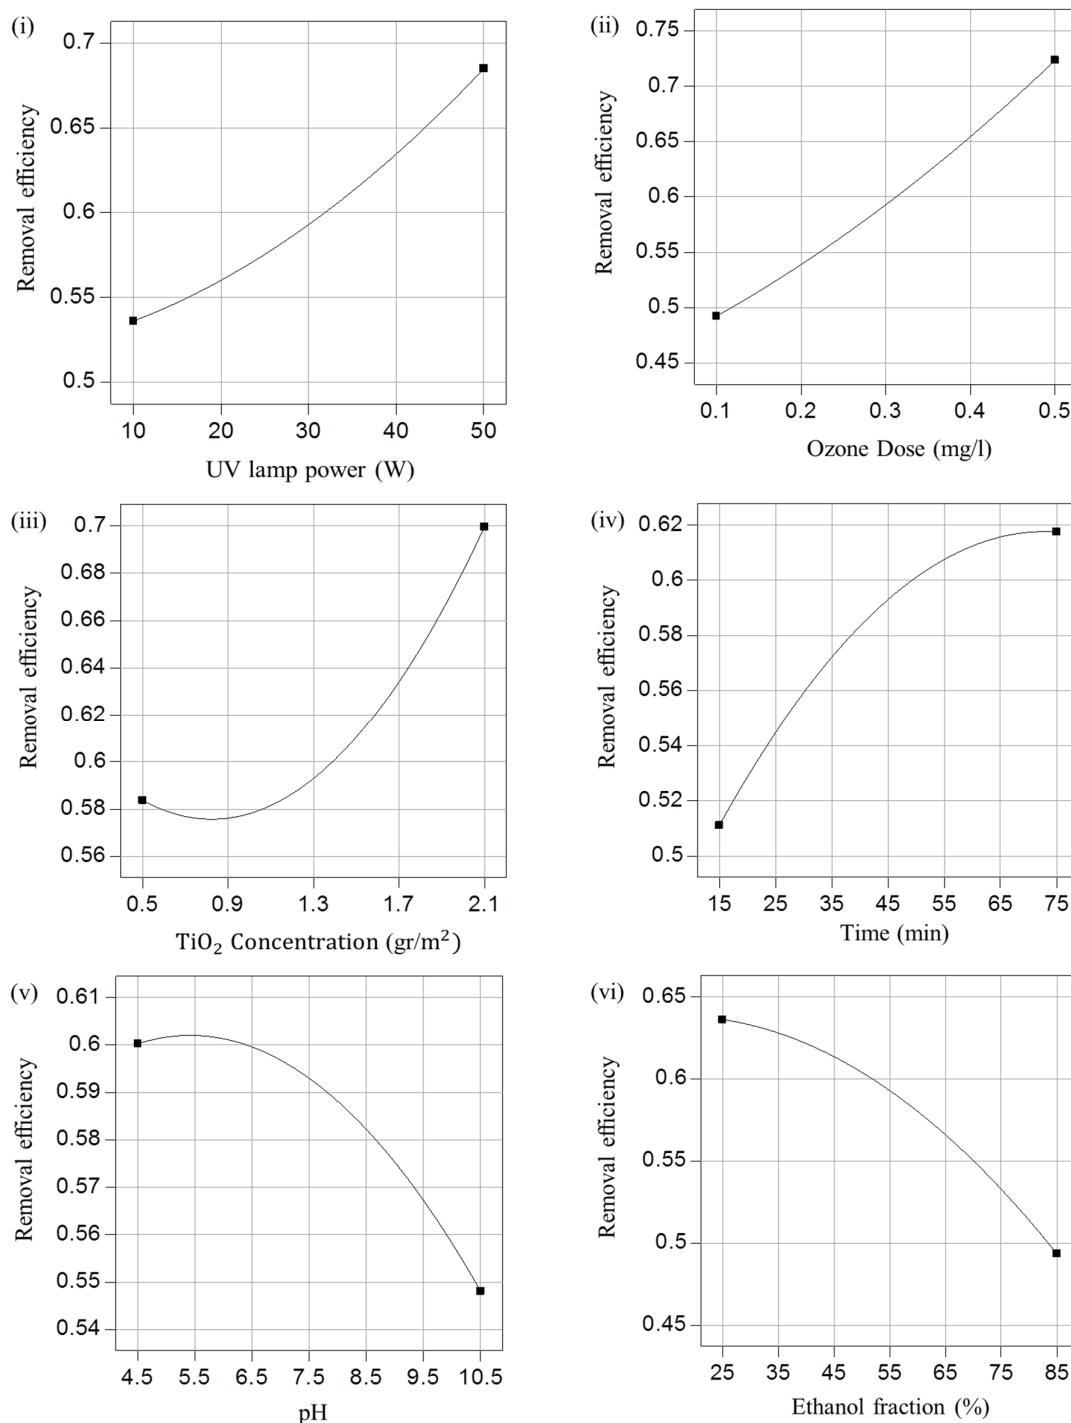 (i)
Removal efficiency
0.7
0.65
0.6
0.55
0.5
10 20 30 40 50
UV lamp power (W)
(ii)
Removal efficiency
0.75
0.7
0.65
0.6
0.55
0.5
0.45
0.1 0.2 0.3 0.4 0.5
Ozone Dose (mg/l)
(iii)
Removal efficiency
0.7
0.68
0.66
0.64
0.62
0.6
0.58
0.56
0.5 0.9 1.3 1.7 2.1
TiO₂ Concentration (gr/m²)
(iv)
Removal efficiency
0.62
0.6
0.58
0.56
0.54
0.52
0.5
15 25 35 45 55 65 75
Time (min)
(v)
Removal efficiency
0.61
0.6
0.59
0.58
0.57
0.56
0.55
0.54
4.5 5.5 6.5 7.5 8.5 9.5 10.5
pH
(vi)
Removal efficiency
0.65
0.6
0.55
0.5
0.45
25 35 45 55 65 75 85
Ethanol fraction (%)